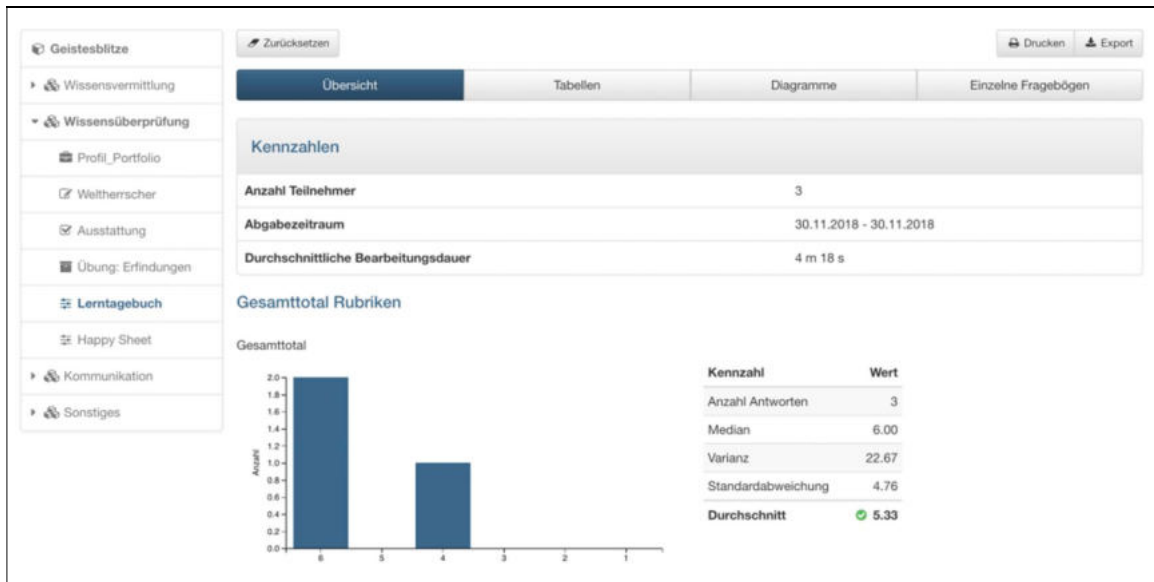 Geistesblitze
Wissensvermittlung
Wissensüberprüfung
Profil_Portfolio
Weltherrscher
Ausstattung
Übung: Erfindungen
Lerntagebuch
Happy Sheet
Kommunikation
Sonstiges
Zurücksetzen
Drucken
Export
Übersicht
Tabellen
Diagramme
Einzelne Fragebögen
Kennzahlen
Anzahl Teilnehmer 3
Abgabezeitraum 30.11.2018 - 30.11.2018
Durchschnittliche Bearbeitungsdauer 4 m 18 s
Gesamttotal Rubriken
Gesamttotal
Anzahl
2.0
1.8
1.6
1.4
1.2
1.0
0.8
0.6
0.4
0.2
0.0
6 5 4 3 2 1
Kennzahl Wert
Anzahl Antworten 3
Median 6.00
Varianz 22.67
Standardabweichung 4.76
Durchschnitt 5.33